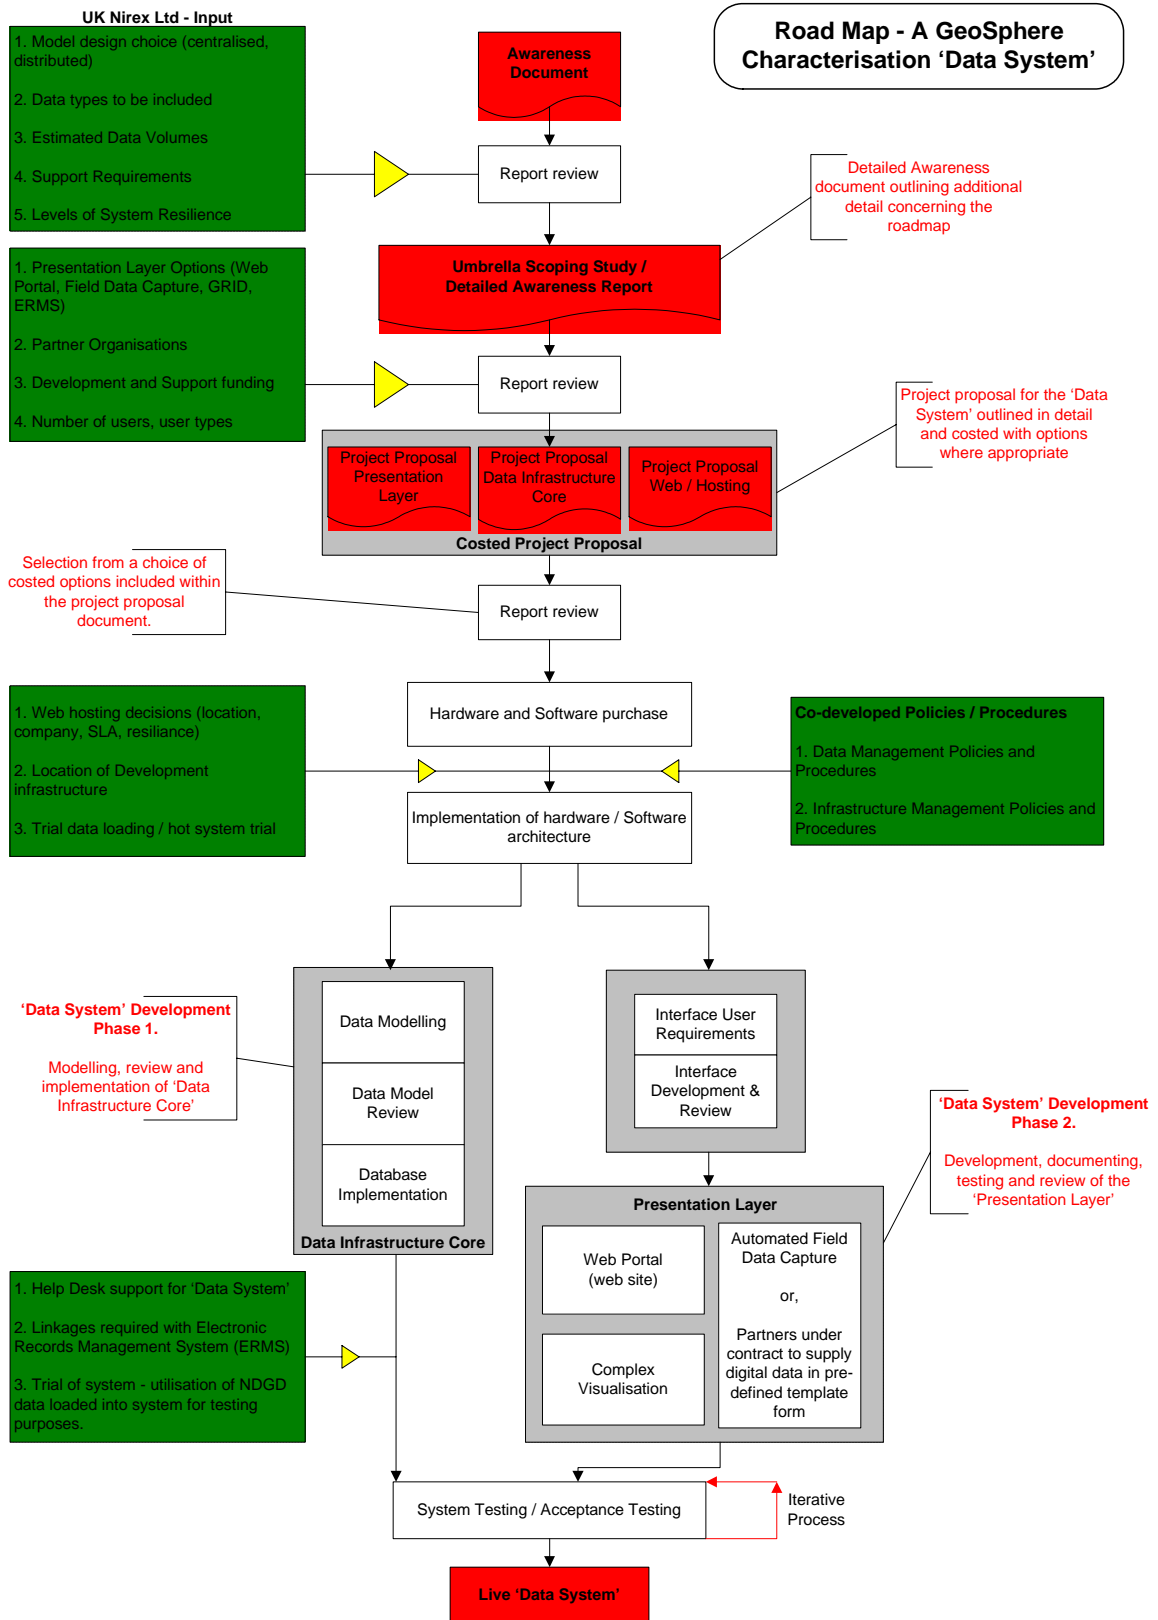 UK Nirex Ltd - Input
Road Map - A GeoSphere
Characterisation ‘Data System’
1. Model design choice (centralised,
distributed)
2. Data types to be included
3. Estimated Data Volumes
4. Support Requirements
5. Levels of System Resilience
Awareness
Document
Report review
Detailed Awareness
document outlining additional
detail concerning the
roadmap
Umbrella Scoping Study /
Detailed Awareness Report
1. Presentation Layer Options (Web
Portal, Field Data Capture, GRID,
ERMS)
2. Partner Organisations
3. Development and Support funding
4. Number of users, user types
Report review
Project proposal for the ‘Data
System’ outlined in detail
and costed with options
where appropriate
Project Proposal
Presentation
Layer
Project Proposal
Data Infrastructure
Core
Project Proposal
Web / Hosting
Costed Project Proposal
Selection from a choice of
costed options included within
the project proposal
document.
Report review
Hardware and Software purchase
1. Web hosting decisions (location,
company, SLA, resiliance)
2. Location of Development
infrastructure
3. Trial data loading / hot system trial
Co-developed Policies / Procedures
1. Data Management Policies and
Procedures
2. Infrastructure Management Policies and
Procedures
Implementation of hardware / Software
architecture
‘Data System’ Development
Phase 1.
Modelling, review and
implementation of ‘Data
Infrastructure Core’
Data Modelling
Data Model
Review
Database
Implementation
Data Infrastructure Core
Interface User
Requirements
Interface
Development &
Review
‘Data System’ Development
Phase 2.
Development, documenting,
testing and review of the
‘Presentation Layer’
Presentation Layer
Web Portal
(web site)
Complex
Visualisation
Automated Field
Data Capture
or,
Partners under
contract to supply
digital data in pre-
defined template
form
1. Help Desk support for ‘Data System’
2. Linkages required with Electronic
Records Management System (ERMS)
3. Trial of system - utilisation of NDGD
data loaded into system for testing
purposes.
System Testing / Acceptance Testing
Iterative
Process
Live ‘Data System’